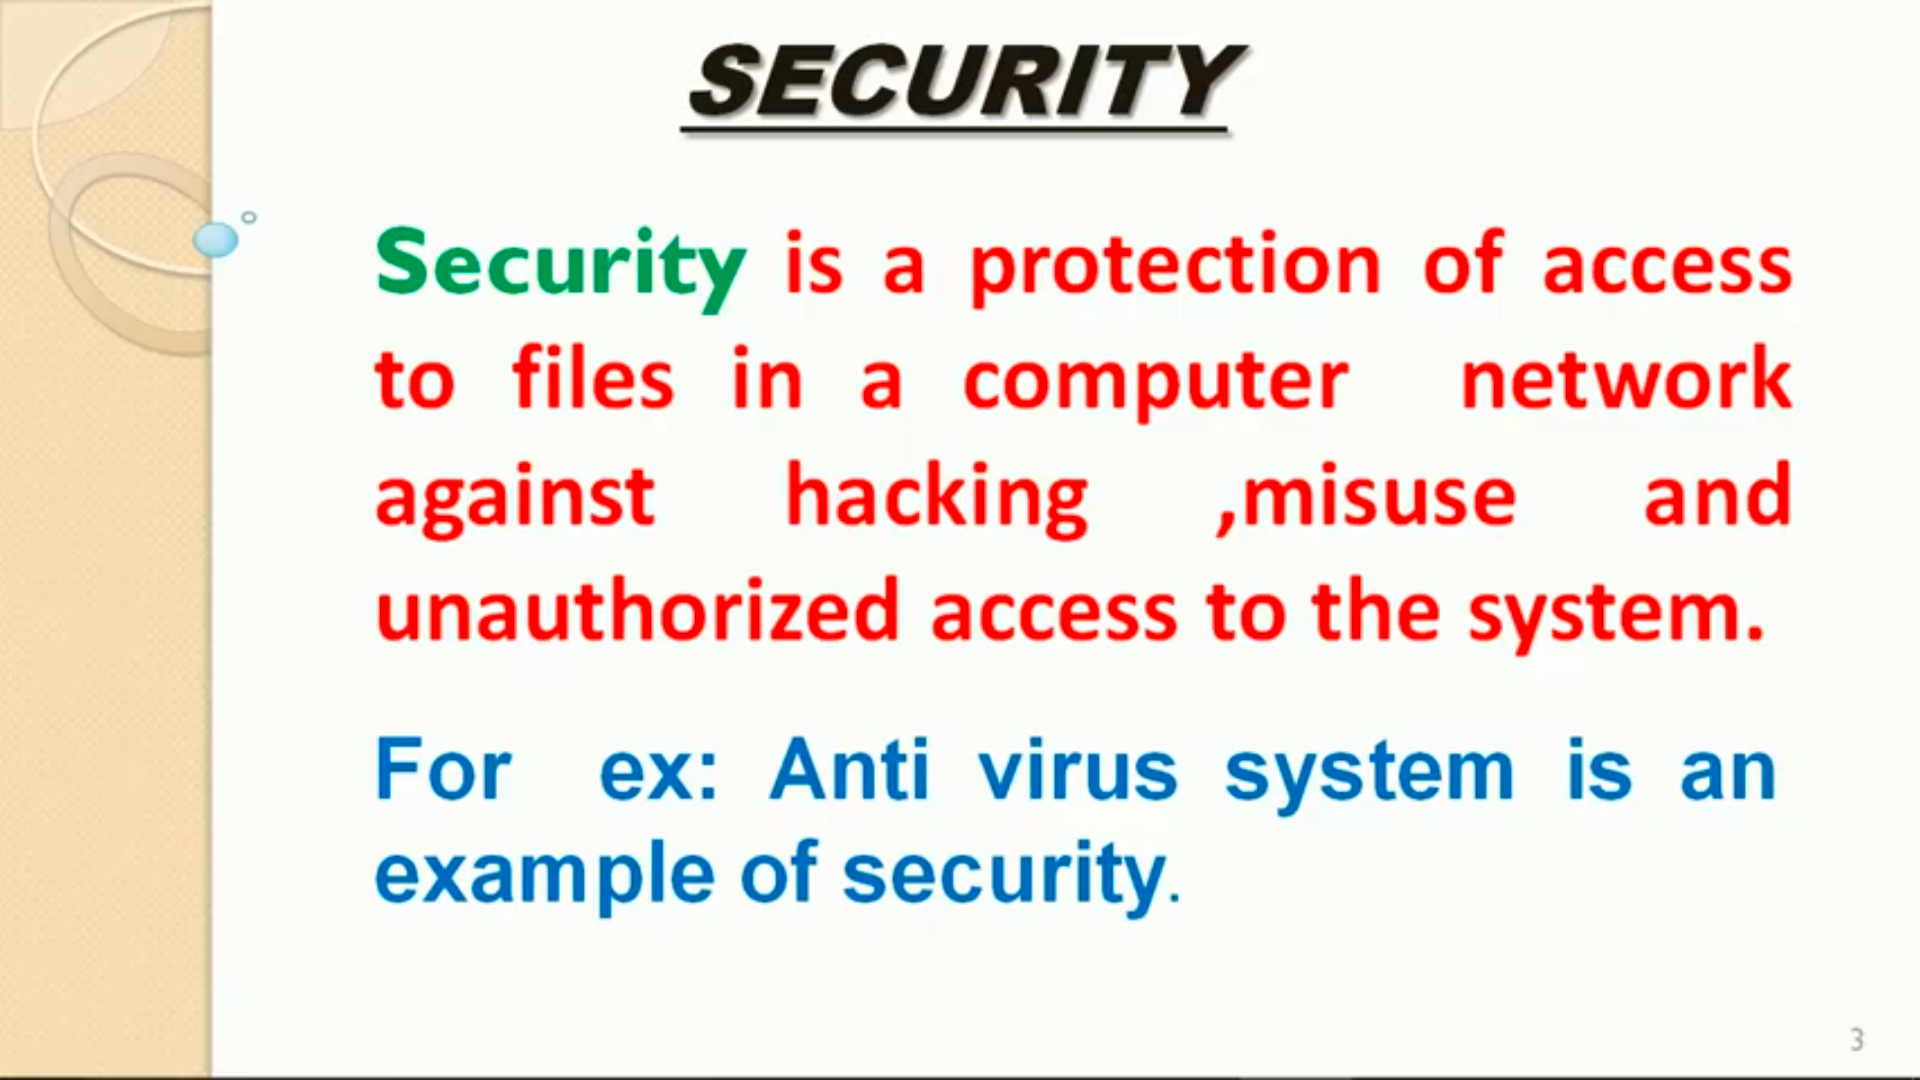 SECURITY
Security is a protection of access
to files in a computer network
against hacking ,misuse and
unauthorized access to the system.
For ex: Anti virus system is an
example of security.
3